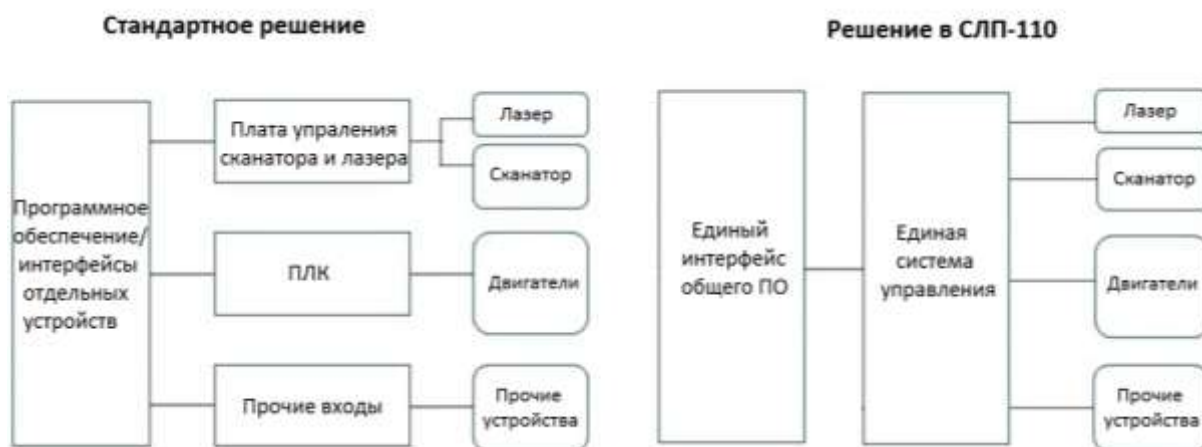 Стандартное решение
Решение в СЛП-110
Программное
обеспечение/
интерфейсы
отдельных
устройств
Плата упраления
сканатора и лазера
ПЛК
Прочие входы
Лазер
Сканатор
Двигатели
Прочие
устройства
Единый
интерфейс
общего ПО
Единая
система
управления
Лазер
Сканатор
Двигатели
Прочие
устройства